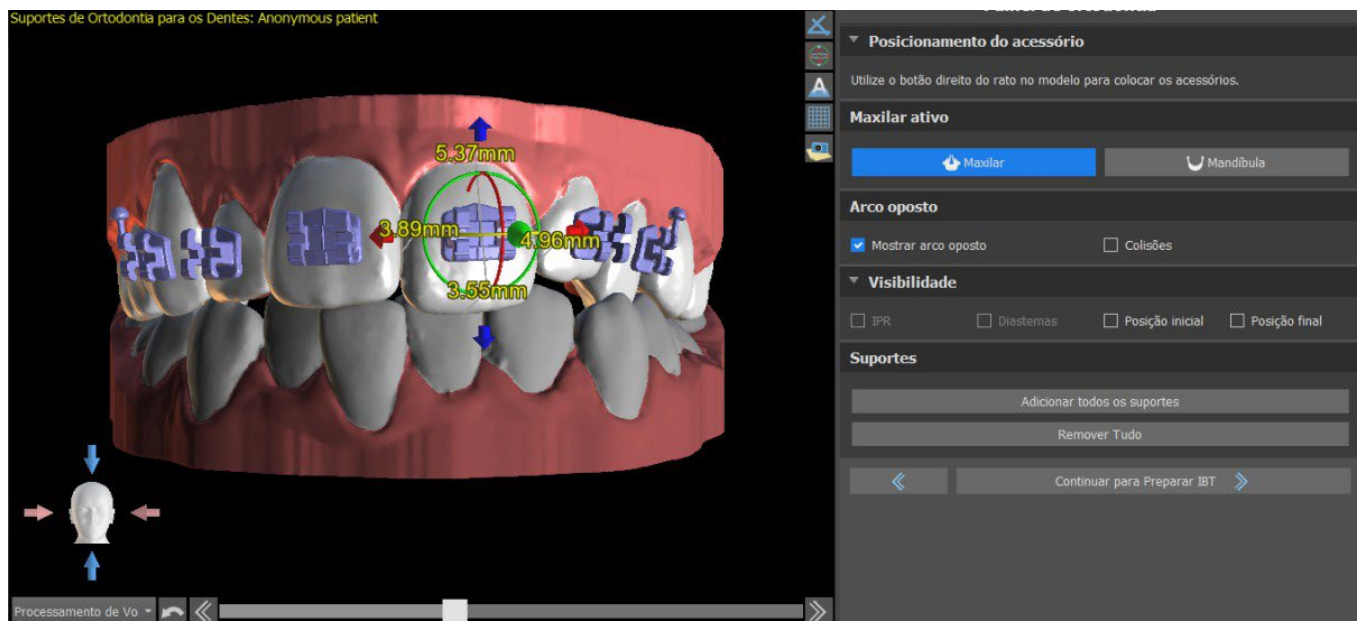 Suportes de Ortodontia para os Dentes: Anonymous patient
5.37mm
3.89mm
4.96mm
3.55mm
Processamento de Vo
Posicionamento do acessório
Utilize o botão direito do rato no modelo para colocar os acessórios.
Maxilar ativo
Maxilar Mandíbula
Arco oposto
Mostrar arco oposto Colisões
Visibilidade
IPR Diastemas Posição inicial Posição final
Suportes
Adicionar todos os suportes
Remover Tudo
Continuar para Preparar IBT